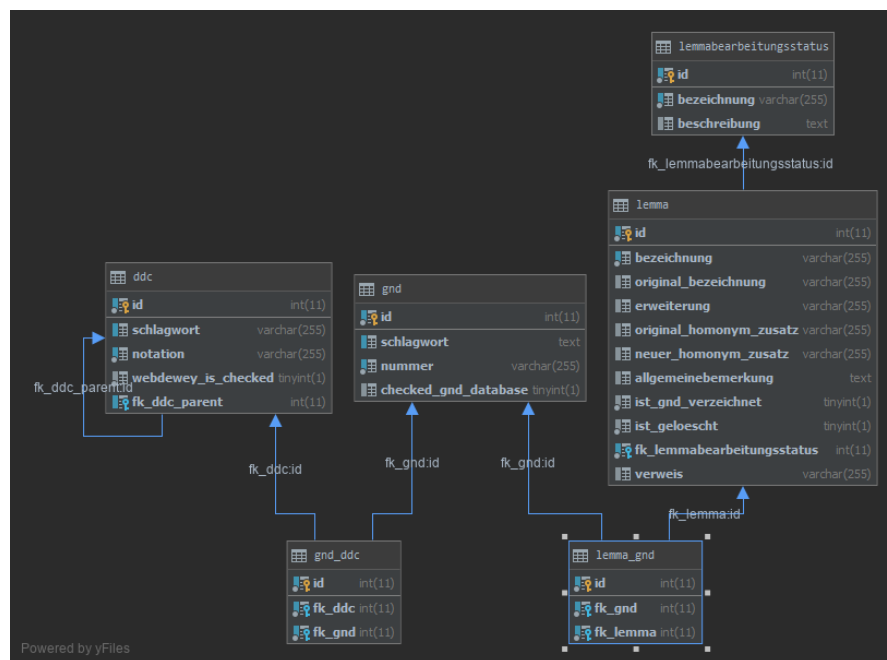 lemmabearbeitungsstatus
id int(11)
bezeichnung varchar(255)
beschreibung text
fk_lemmabearbeitungsstatus:id
lemma
id int(11)
bezeichnung varchar(255)
original_bezeichnung varchar(255)
erweiterung varchar(255)
original_homonym_zusatz varchar(255)
neuer_homonym_zusatz varchar(255)
allgemeinebemerkung text
ist_gnd_verzeichnet tinyint(1)
ist_geloescht tinyint(1)
fk_lemmabearbeitungsstatus int(11)
verweis varchar(255)
ddc
id int(11)
schlagwort varchar(255)
notation varchar(255)
webdewey_is_checked tinyint(1)
fk_ddc_parent int(11)
fk_ddc_parent:id
gnd
id int(11)
schlagwort text
nummer varchar(255)
checked_gnd_database tinyint(1)
fk_ddc:id
fk_gnd:id
fk_gnd:id
fk_lemma:id
gnd_ddc
id int(11)
fk_ddc int(11)
fk_gnd int(11)
lemma_gnd
id int(11)
fk_gnd int(11)
fk_lemma int(11)
Powered by yFiles